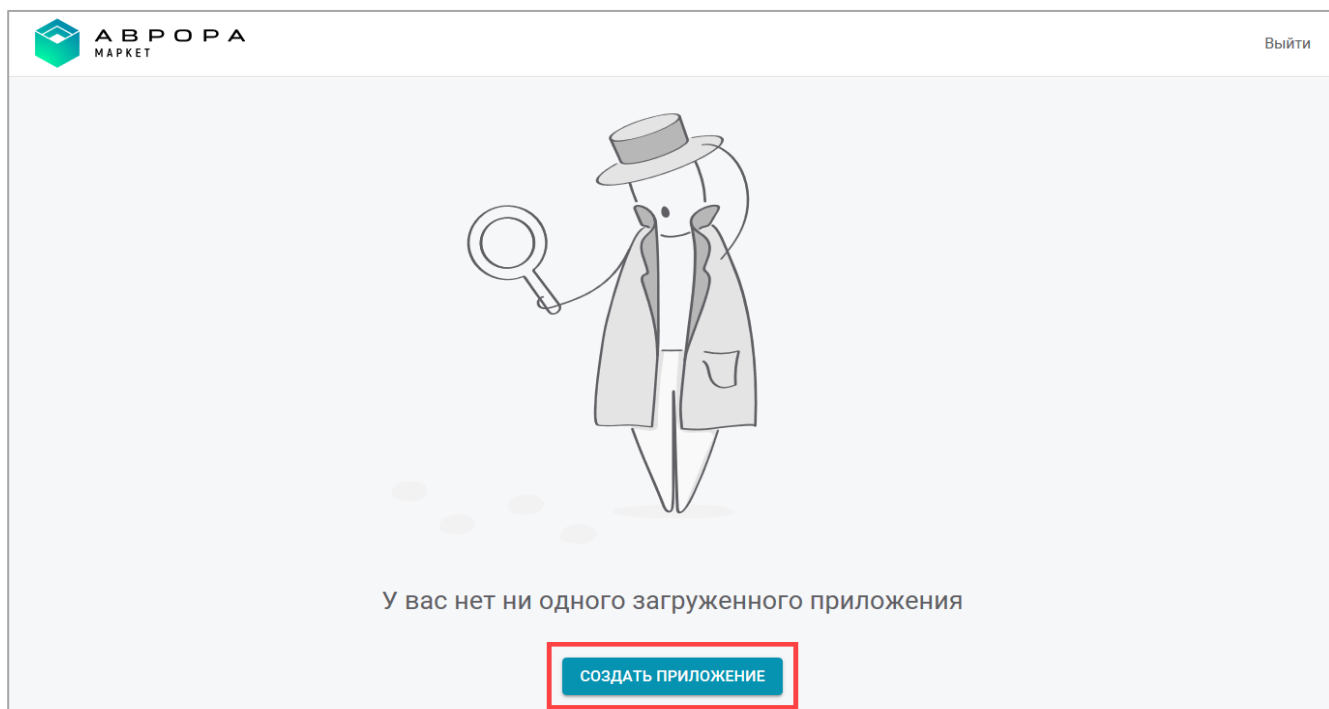 АВРОРА
МАРКЕТ
Выйти
У вас нет ни одного загруженного приложения
СОЗДАТЬ ПРИЛОЖЕНИЕ